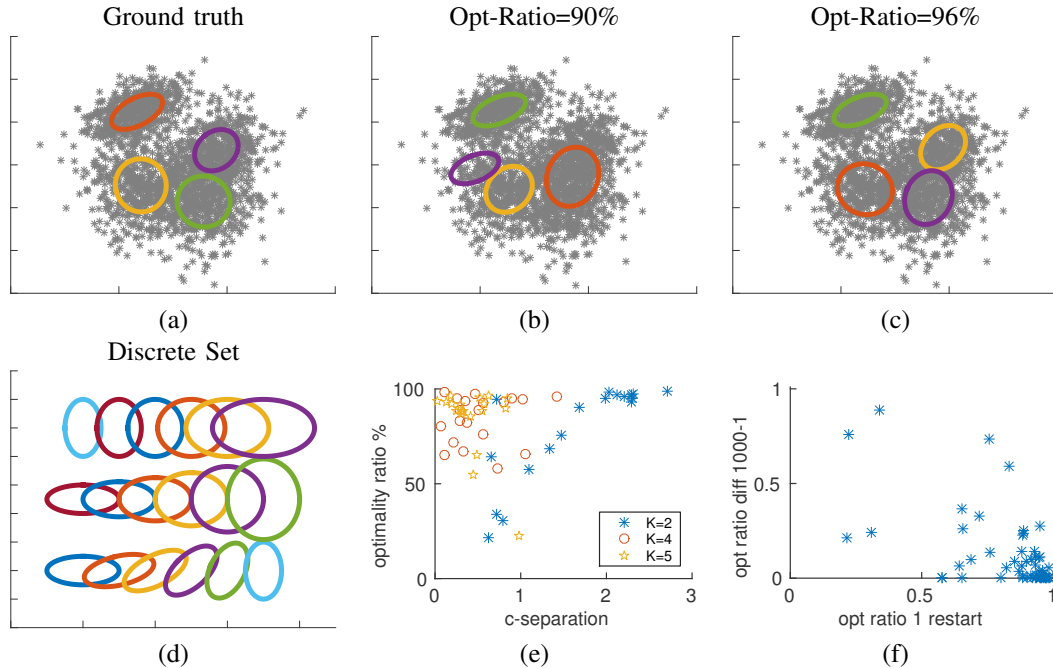 Ground truth
Opt-Ratio=90%
Opt-Ratio=96%
(a)
(b)
(c)
Discrete Set
100
50
0
optimality ratio %
0
1
2
3
c-separation
K=2
K=4
K=5
1
0.5
0
opt ratio diff 1000-1
0
0.5
1
opt ratio 1 restart
(d)
(e)
(f)